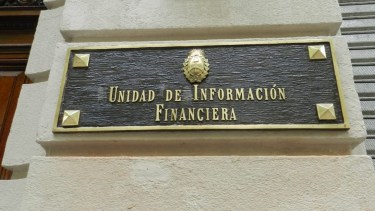 Unidad de Información
Financiera